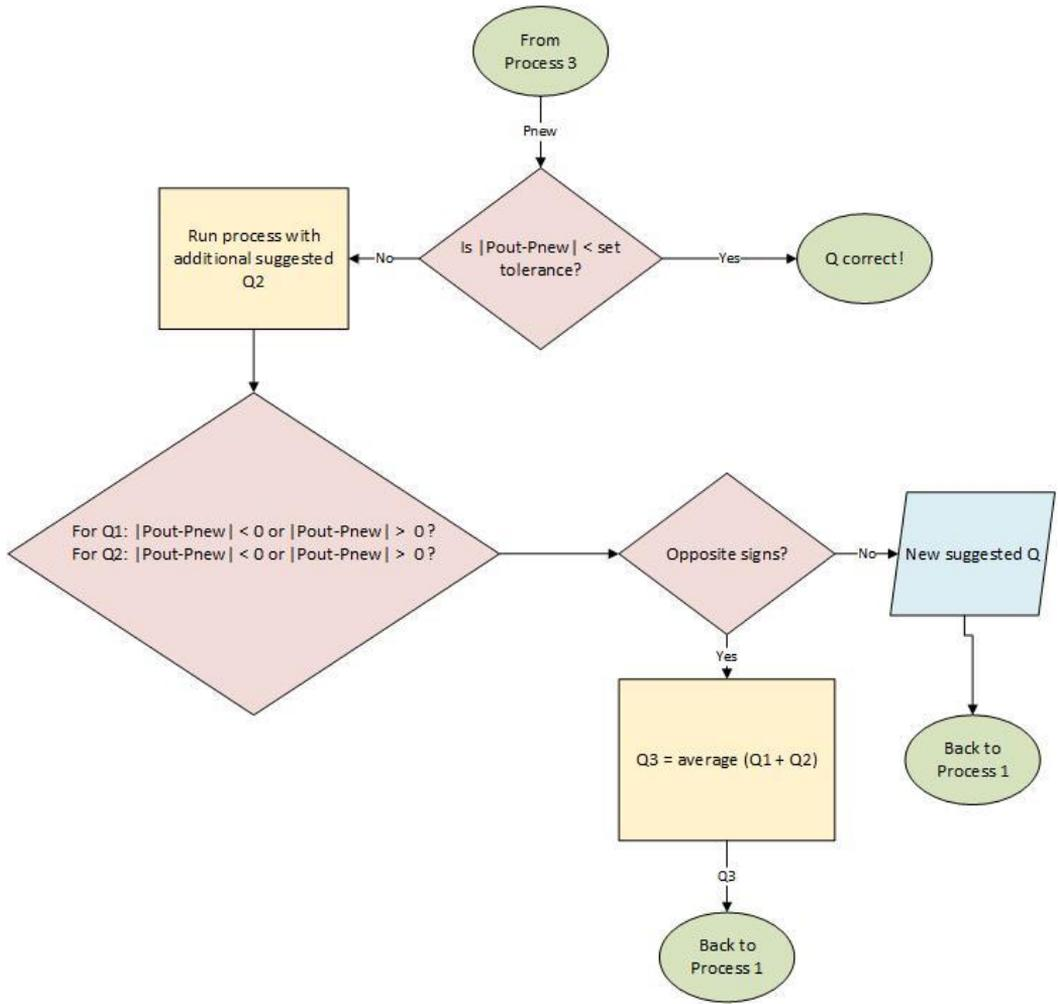 From
Process 3
Pnew
Is |Pout-Pnew| < set
tolerance?
No
Yes
Run process with
additional suggested
Q2
Q correct!
For Q1: |Pout-Pnew| < 0 or |Pout-Pnew| > 0?
For Q2: |Pout-Pnew| < 0 or |Pout-Pnew| > 0?
Opposite signs?
No
New suggested Q
Yes
Q3 = average (Q1 + Q2)
Back to
Process 1
Q3
Back to
Process 1